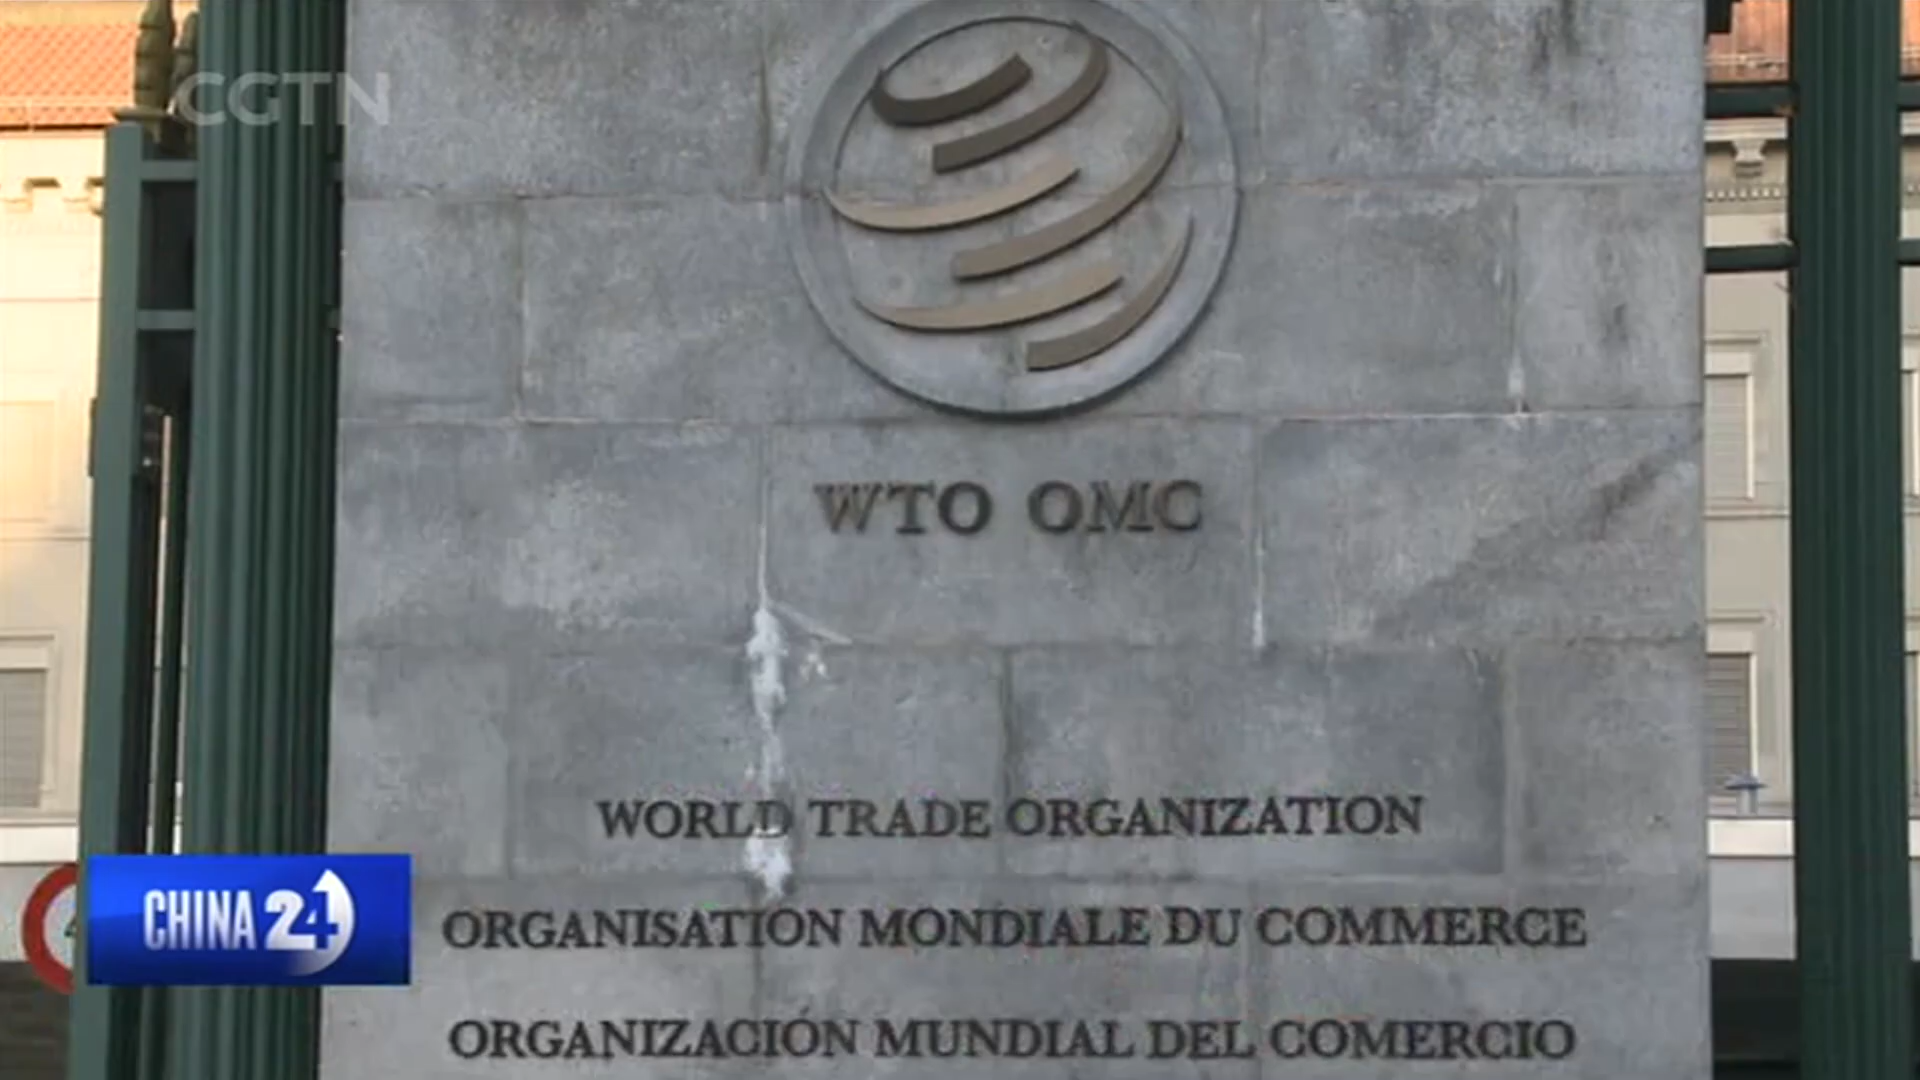 CGTN
WTO OMC
WORLD TRADE ORGANIZATION
ORGANISATION MONDIALE DU COMMERCE
ORGANIZACIÓN MUNDIAL DEL COMERCIO
CHINA 24